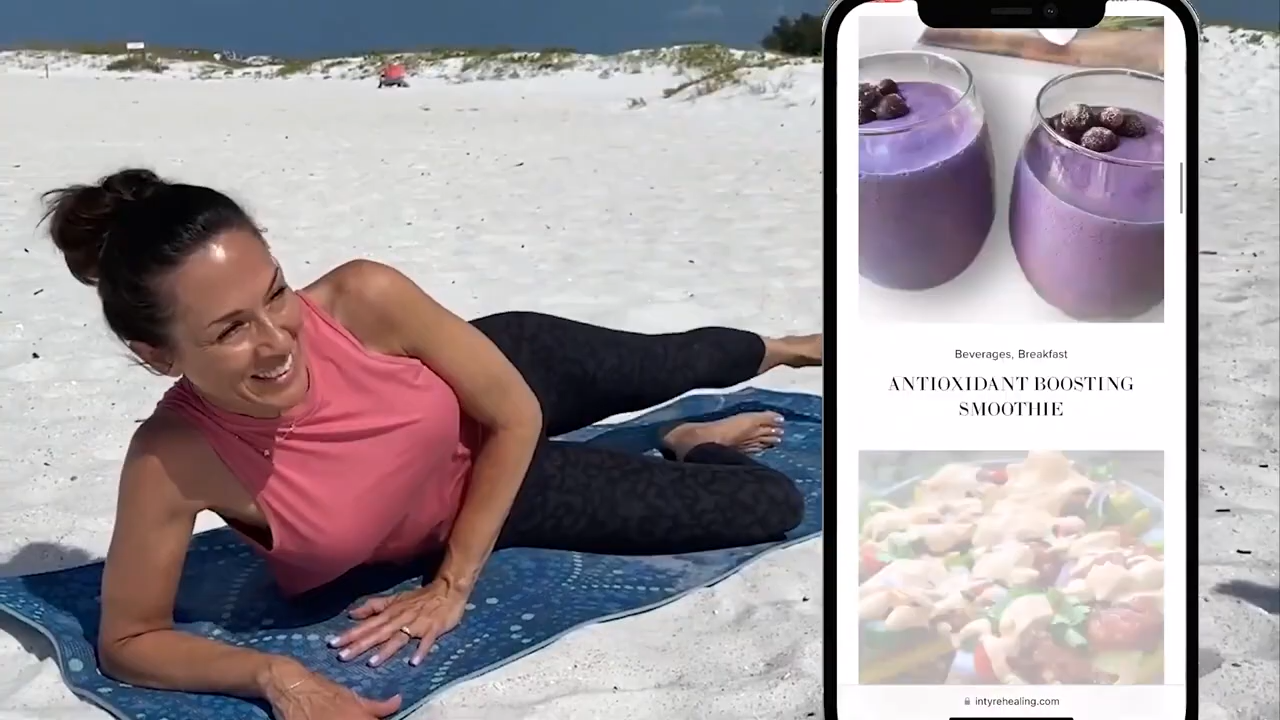 Beverages, Breakfast
ANTIOXIDANT BOOSTING
SMOOTHIE
intyrehealing.com